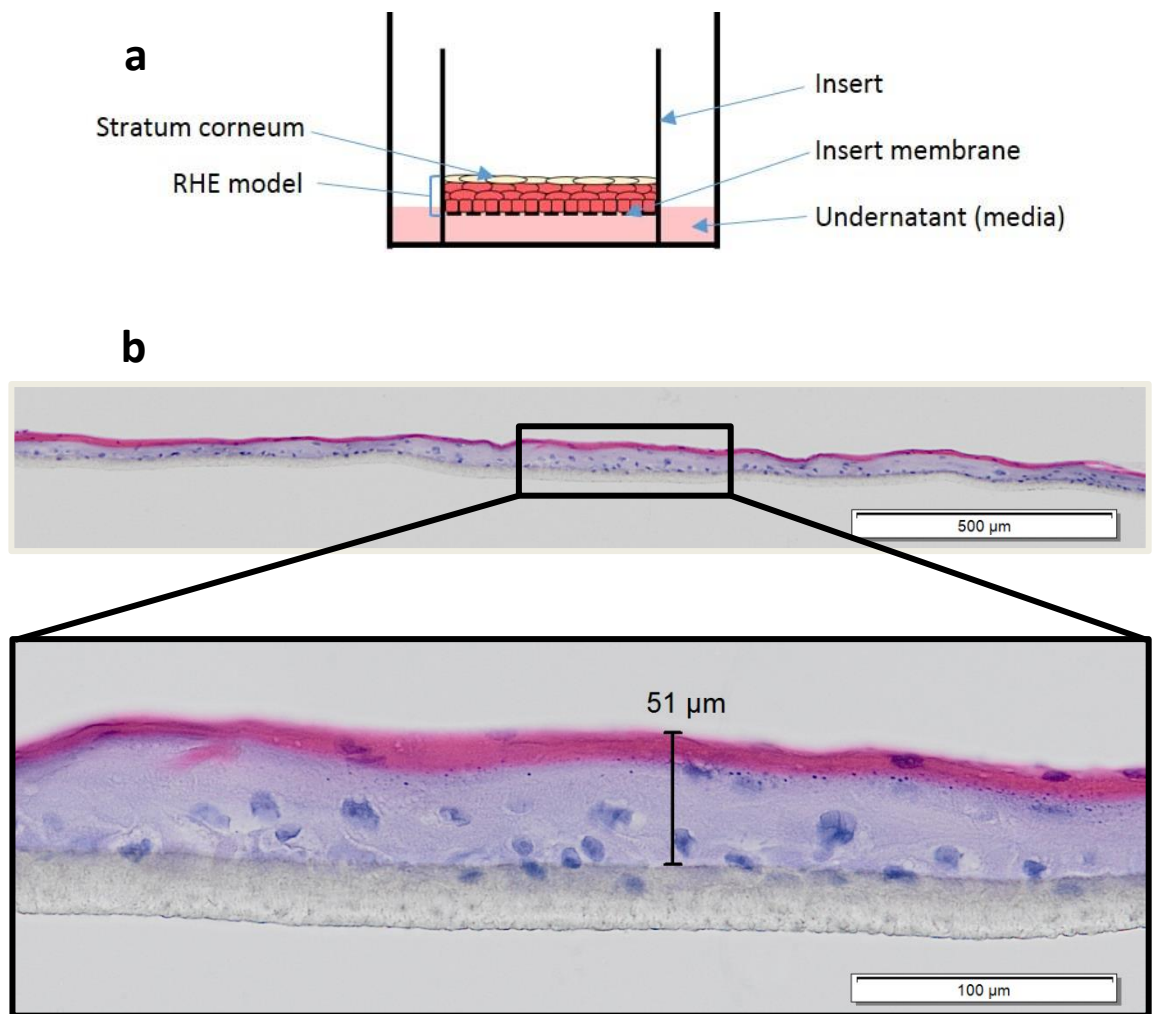 a
Stratum corneum
RHE model
Insert
Insert membrane
Undernatant (media)
b
500 µm
51 µm
100 µm